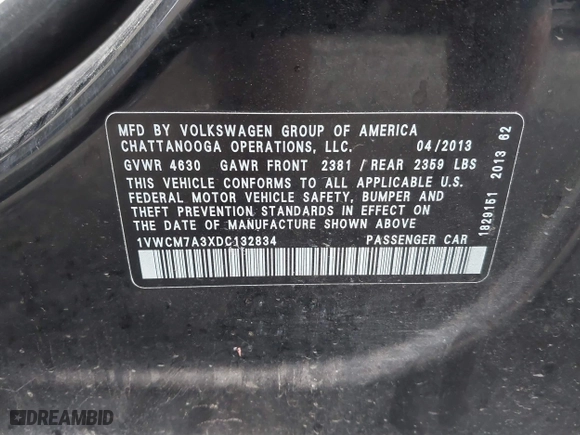 MFD BY VOLKSWAGEN GROUP OF AMERICA
CHATTANOOGA OPERATIONS, LLC. 04/2013
GVWR 4630 GAWR FRONT 2381 / REAR 2359 LBS
THIS VEHICLE CONFORMS TO ALL APPLICABLE U.S.
FEDERAL MOTOR VEHICLE SAFETY, BUMPER AND
THEFT PREVENTION STANDARDS IN EFFECT ON
THE DATE OF MANUFACTURE SHOWN ABOVE
1VWCM7A3XDC132834 PASSENGER CAR
1829161 2013 62
DREAMBID